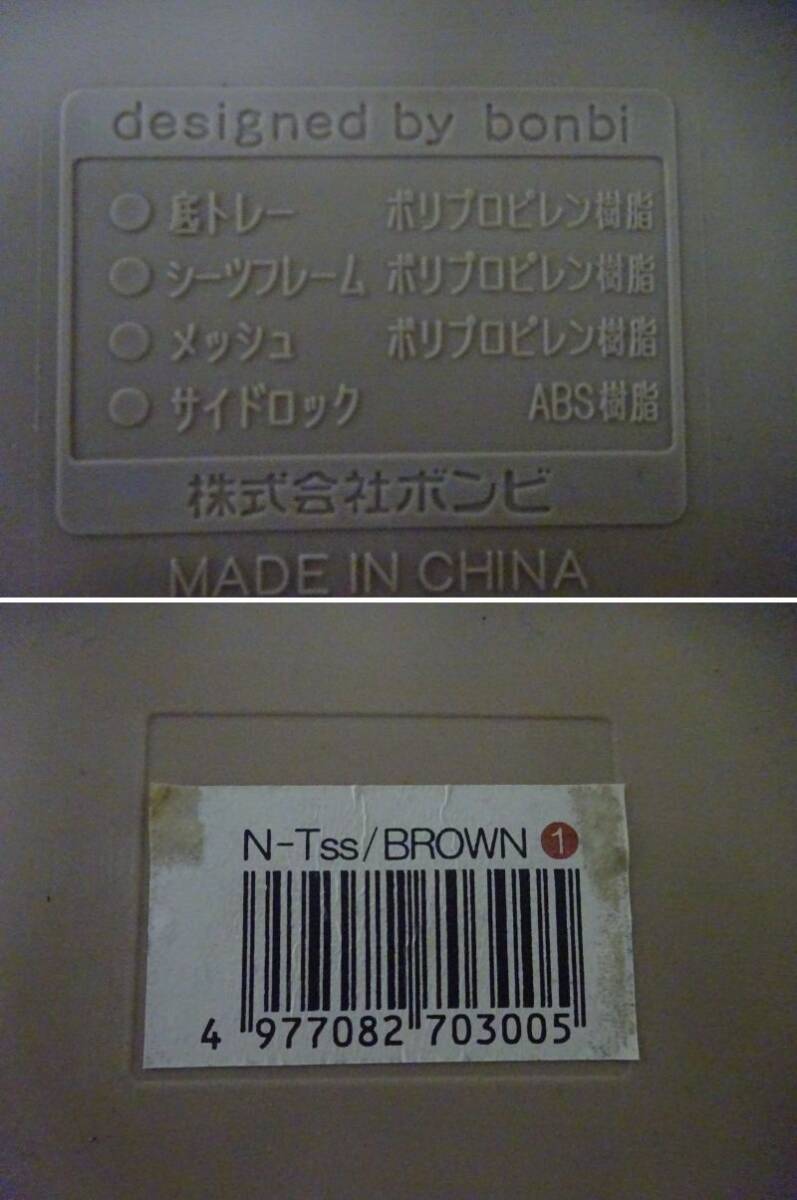 designed by bonbi
○底トレー ポリプロピレン樹脂
○シーツフレーム ポリプロピレン樹脂
○メッシュ ポリプロピレン樹脂
○サイドロック ABS樹脂
株式会社ボンビ
MADE IN CHINA
N-Tss/BROWN 1
4 977082 703005